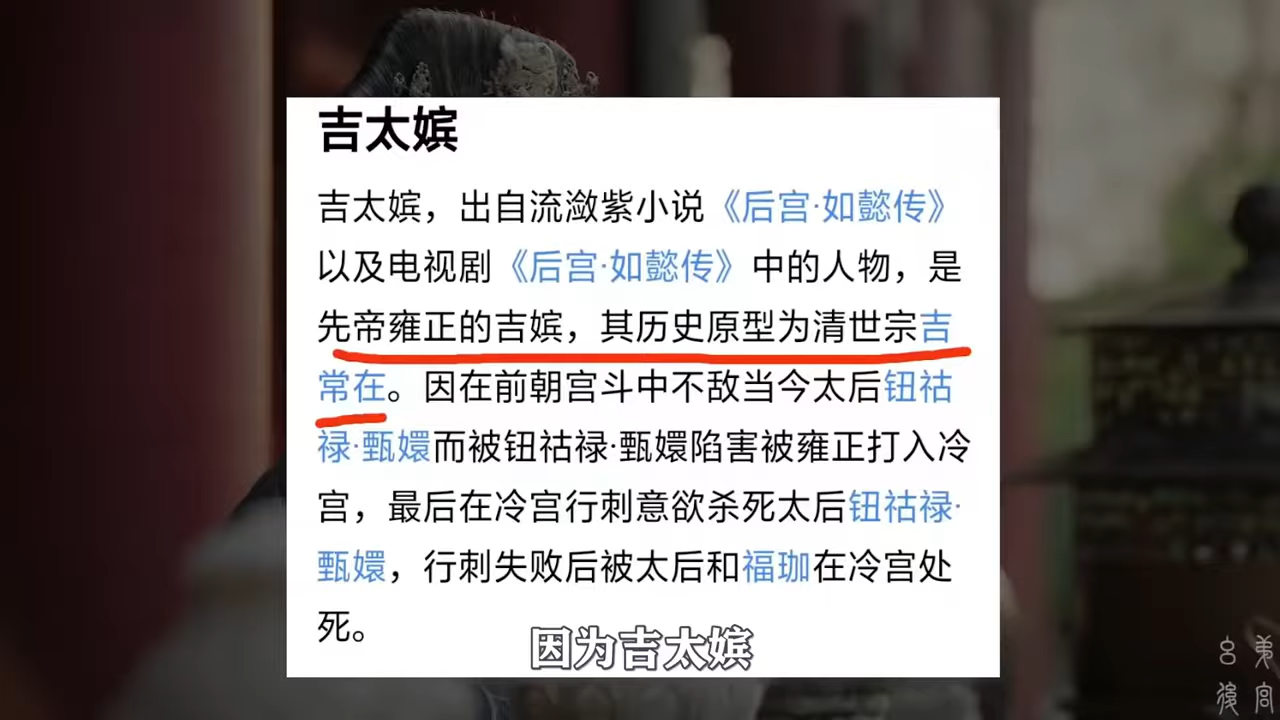 吉太嫔
吉太嫔，出自流潋紫小说《后宫·如懿传》
以及电视剧《后宫·如懿传》中的人物，是
先帝雍正的吉嫔，其历史原型为清世宗吉
常在。因在前朝宫斗中不敌当今太后钮祜
禄·甄嬛而被钮祜禄·甄嬛陷害被雍正打入冷
宫，最后在冷宫行刺意欲杀死太后钮祜禄·
甄嬛，行刺失败后被太后和福珈在冷宫处
死。
因为吉太嫔